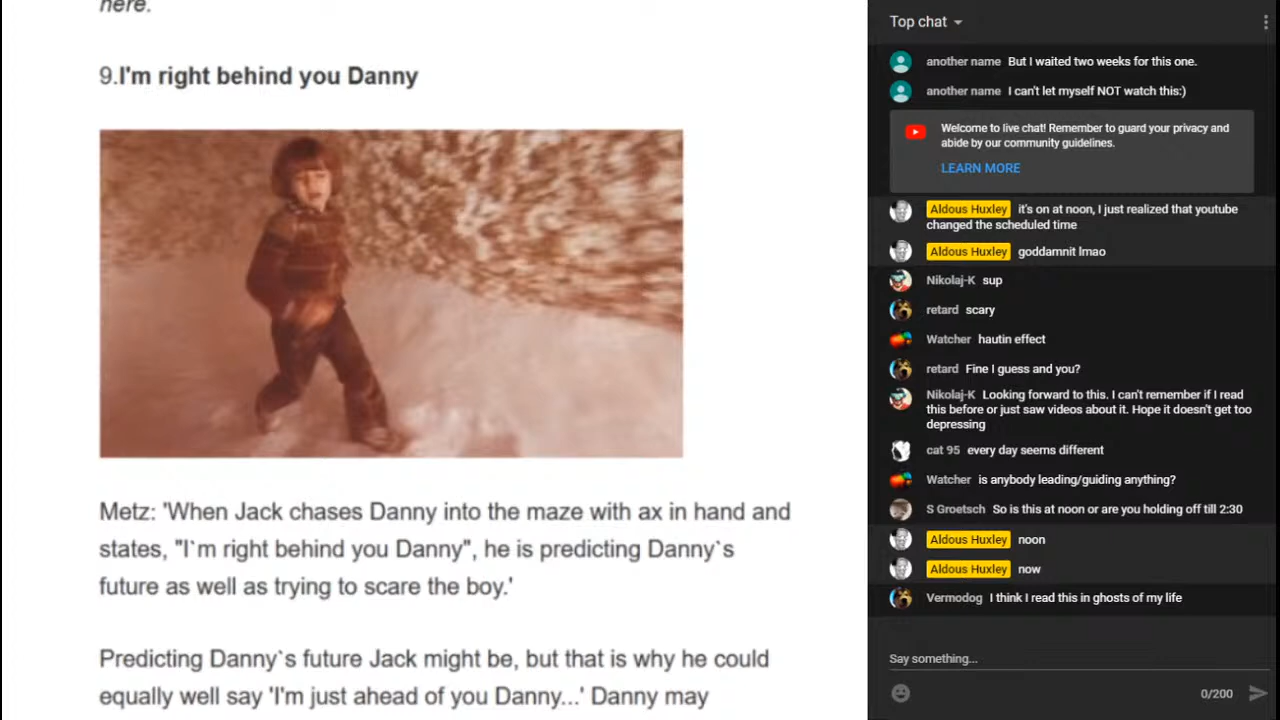 here.
9.I'm right behind you Danny
Metz: 'When Jack chases Danny into the maze with ax in hand and
states, "I`m right behind you Danny", he is predicting Danny`s
future as well as trying to scare the boy.'
Predicting Danny`s future Jack might be, but that is why he could
equally well say 'I'm just ahead of you Danny...' Danny may
Top chat
another name But I waited two weeks for this one.
another name I can't let myself NOT watch this:)
Welcome to live chat! Remember to guard your privacy and
abide by our community guidelines.
LEARN MORE
Aldous Huxley it's on at noon, I just realized that youtube
changed the scheduled time
Aldous Huxley goddamnit lmao
Nikolaj-K sup
retard scary
Watcher hautin effect
retard Fine I guess and you?
Nikolaj-K Looking forward to this. I can't remember if I read
this before or just saw videos about it. Hope it doesn't get too
depressing
cat 95 every day seems different
Watcher is anybody leading/guiding anything?
S Groetsch So is this at noon or are you holding off till 2:30
Aldous Huxley noon
Aldous Huxley now
Vermodog I think I read this in ghosts of my life
Say something...
0/200